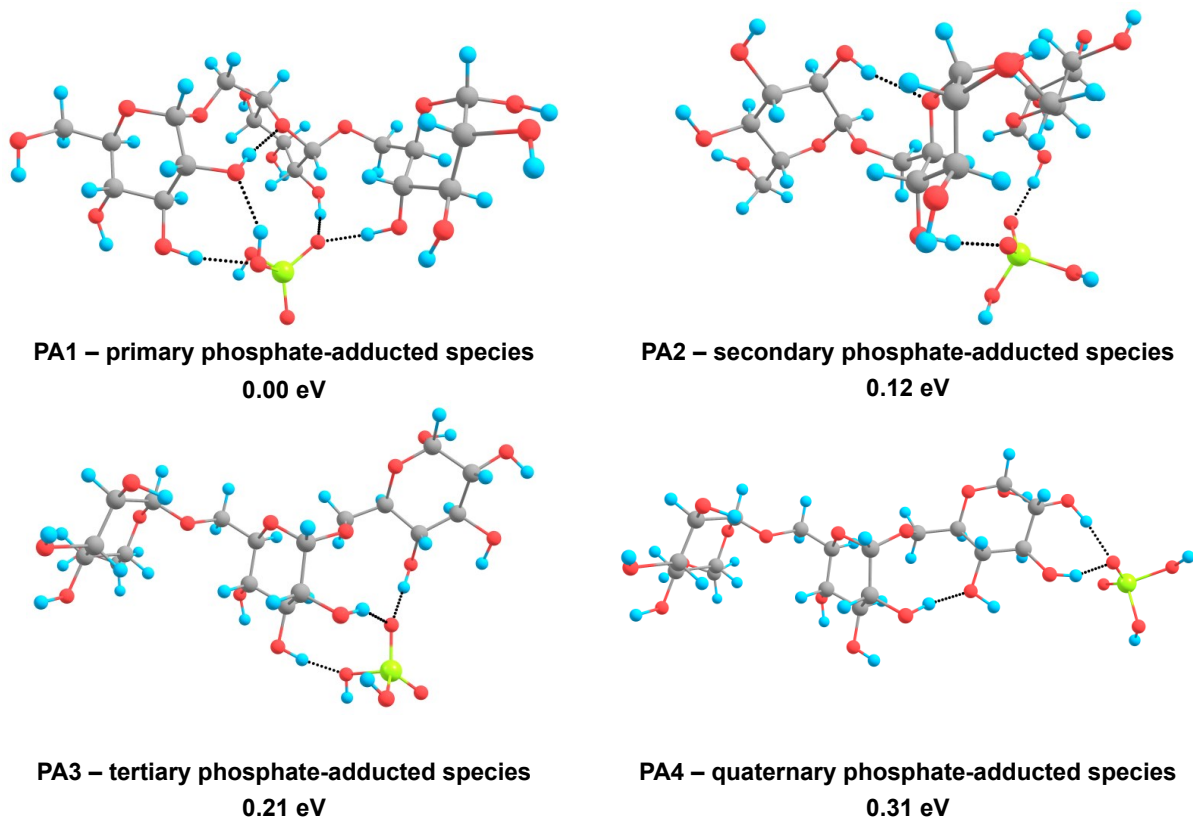 PA1 – primary phosphate-adducted species
0.00 eV
PA2 – secondary phosphate-adducted species
0.12 eV
PA3 – tertiary phosphate-adducted species
0.21 eV
PA4 – quaternary phosphate-adducted species
0.31 eV